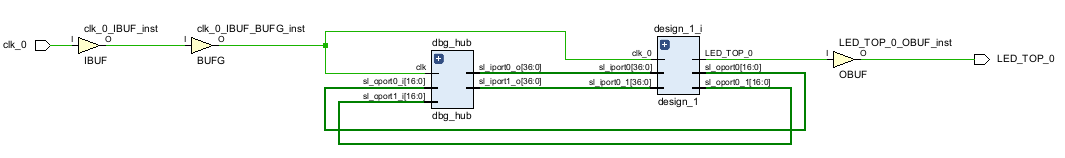 clk_0
clk_0_IBUF_inst
I
O
IBUF
clk_0_IBUF_BUFG_inst
I
O
BUFG
dbg_hub
clk
sl_oport0_i[16:0]
sl_oport1_i[16:0]
sl_iport0_o[36:0]
sl_iport1_o[36:0]
dbg_hub
design_1_i
clk_0
sl_iport0[36:0]
sl_iport0_1[36:0]
LED_TOP_0
sl_oport0[16:0]
sl_oport0_1[16:0]
design_1
LED_TOP_0_OBUF_inst
I
O
OBUF
LED_TOP_0